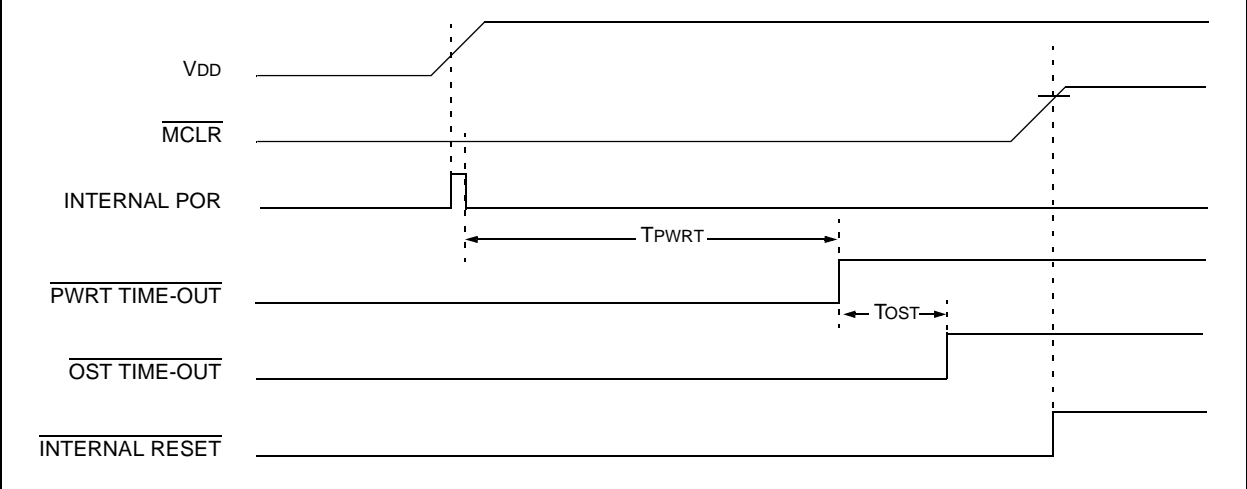 VDD
MCLR
INTERNAL POR
TPWRT
PWRT TIME-OUT
TOST
OST TIME-OUT
INTERNAL RESET